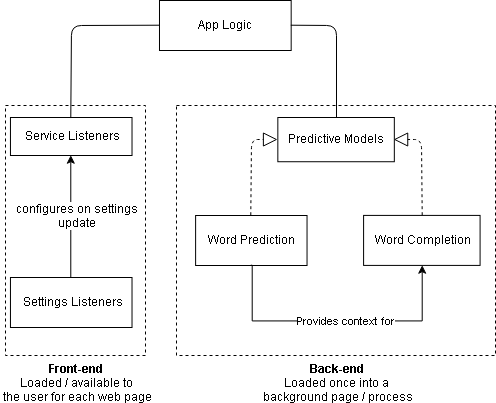 App Logic
Service Listeners
Predictive Models
configures on settings
update
Word Prediction
Word Completion
Settings Listeners
Provides context for
Front-end
Loaded / available to
the user for each web page
Back-end
Loaded once into a
background page / process